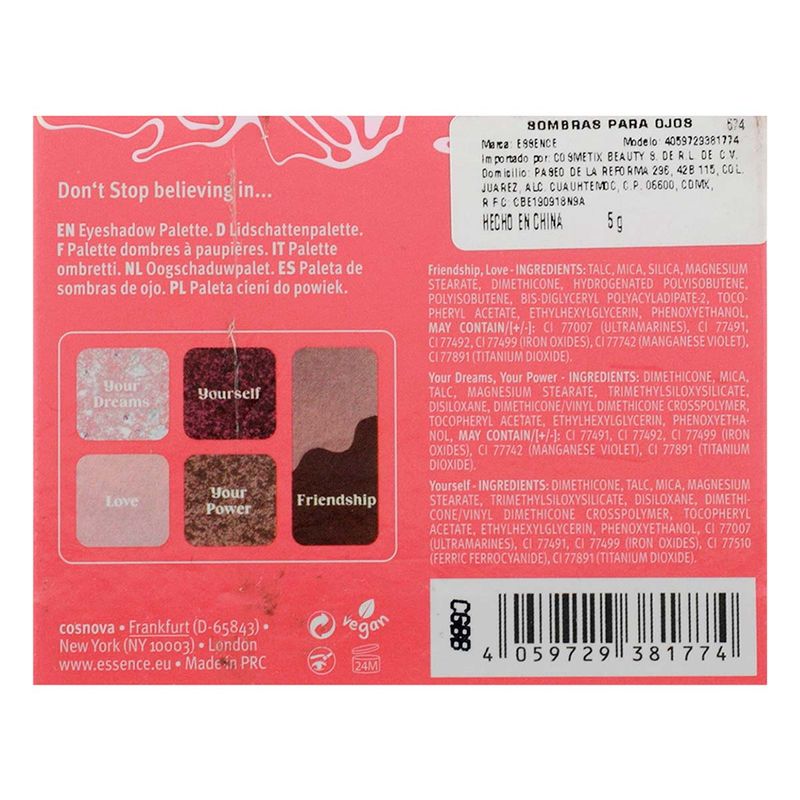 Don't Stop believing in...
EN Eyeshadow Palette. D Lidschattenpalette.
F Palette dombres à paupières. IT Palette
ombretti. NL Oogschaduwpalet. ES Paleta de
sombras de ojo. PL Paleta cieni do powiek.
Your
Dreams
Yourself
Love
Your
Power
Friendship
cosnova • Frankfurt (D-65843) •
New York (NY 10003) • London
www.essence.eu • Made in PRC
vegan
24M
SOMBRAS PARA OJOS 574
Marca: ESSENCE Modelo: 4059729381774
Importado por: COSMETIX BEAUTY S. DE R.L. DE C.V.
Domicilio: PASEO DE LA REFORMA 296, 42B 115, COL.
JUAREZ, ALC. CUAUHTEMOC, C.P. 06600, CDMX,
RFC CBE190918N9A
HECHO EN CHINA 5 g
Friendship, Love - INGREDIENTS: TALC, MICA, SILICA, MAGNESIUM
STEARATE, DIMETHICONE, HYDROGENATED POLYISOBUTENE,
POLYISOBUTENE, BIS-DIGLYCERYL POLYACYLADIPATE-2, TOCO-
PHERYL ACETATE, ETHYLHEXYLGLYCERIN, PHENOXYETHANOL.
MAY CONTAIN/[+/-]: CI 77007 (ULTRAMARINES), CI 77491,
CI 77492, CI 77499 (IRON OXIDES), CI 77742 (MANGANESE VIOLET),
CI 77891 (TITANIUM DIOXIDE).
Your Dreams, Your Power - INGREDIENTS: DIMETHICONE, MICA,
TALC, MAGNESIUM STEARATE, TRIMETHYLSILOXYSILICATE,
DISILOXANE, DIMETHICONE/VINYL DIMETHICONE CROSSPOLYMER,
TOCOPHERYL ACETATE, ETHYLHEXYLGLYCERIN, PHENOXYETHA-
NOL, MAY CONTAIN/[+/-]: CI 77491, CI 77492, CI 77499 (IRON
OXIDES), CI 77742 (MANGANESE VIOLET), CI 77891 (TITANIUM
DIOXIDE).
Yourself - INGREDIENTS: DIMETHICONE, TALC, MICA, MAGNESIUM
STEARATE, TRIMETHYLSILOXYSILICATE, DISILOXANE, DIMETHI-
CONE/VINYL DIMETHICONE CROSSPOLYMER, TOCOPHERYL
ACETATE, ETHYLHEXYLGLYCERIN, PHENOXYETHANOL, CI 77007
(ULTRAMARINES), CI 77491, CI 77499 (IRON OXIDES), CI 77510
(FERRIC FERROCYANIDE), CI 77891 (TITANIUM DIOXIDE).
4 059729 381774